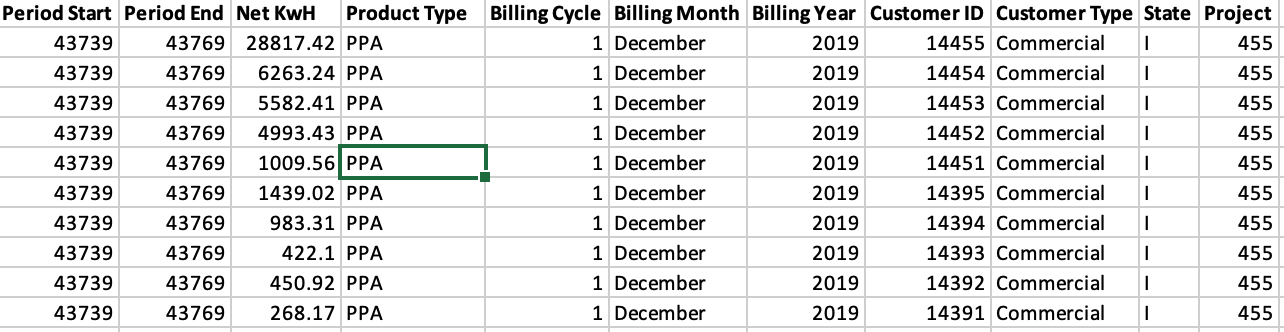 Period Start Period End Net KwH Product Type Billing Cycle Billing Month Billing Year Customer ID Customer Type State Project
43739 43769 28817.42 PPA 1 December 2019 14455 Commercial I 455
43739 43769 6263.24 PPA 1 December 2019 14454 Commercial I 455
43739 43769 5582.41 PPA 1 December 2019 14453 Commercial I 455
43739 43769 4993.43 PPA 1 December 2019 14452 Commercial I 455
43739 43769 1009.56 PPA 1 December 2019 14451 Commercial I 455
43739 43769 1439.02 PPA 1 December 2019 14395 Commercial I 455
43739 43769 983.31 PPA 1 December 2019 14394 Commercial I 455
43739 43769 422.1 PPA 1 December 2019 14393 Commercial I 455
43739 43769 450.92 PPA 1 December 2019 14392 Commercial I 455
43739 43769 268.17 PPA 1 December 2019 14391 Commercial I 455